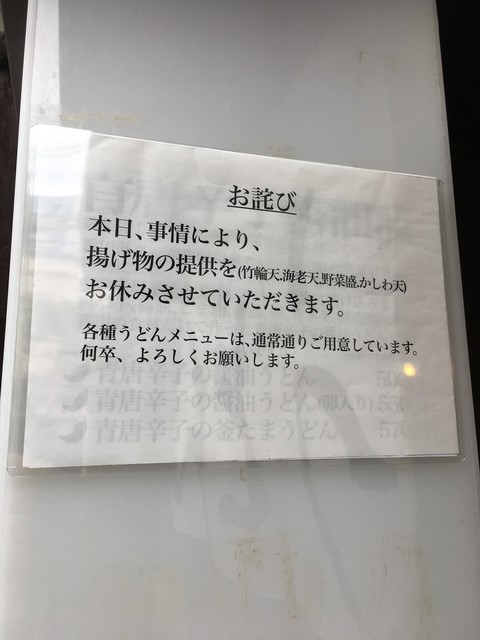 お詫び
本日、事情により、
揚げ物の提供を(竹輪天.海老天.野菜盛.かしわ天)
お休みさせていただきます。
各種うどんメニューは、通常通りご用意しています。
何卒、よろしくお願いします。
青唐辛子の醤油うどん
青唐辛子の醤油うどん(卵入り)550
青唐辛子の釜たまうどん 570